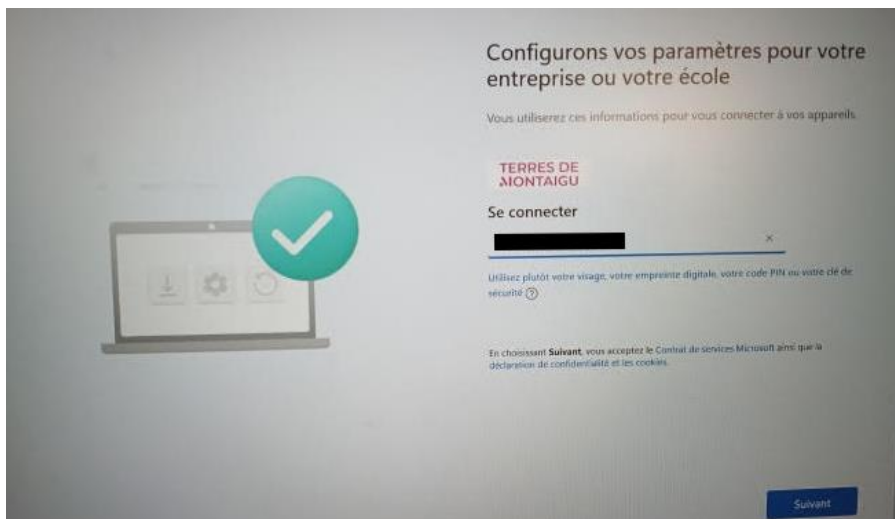 Configurons vos paramètres pour votre
entreprise ou votre école
Vous utiliserez ces informations pour vous connecter à vos appareils.
TERRES DE
MONTAIGU
Se connecter
Utilisez plutôt votre visage, votre empreinte digitale, votre code PIN ou votre clé de
sécurité
En choisissant Suivant, vous acceptez le Contrat de services Microsoft ainsi que la
déclaration de confidentialité et les cookies.
Suivant